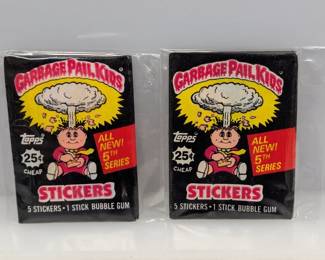 GARBAGE PAIL KIDS
topps
25¢
CHEAP
ALL
NEW!
5TH
SERIES
STICKERS
5 STICKERS • 1 STICK BUBBLE GUM
GARBAGE PAIL KIDS
topps
25¢
CHEAP
ALL
NEW!
5TH
SERIES
STICKERS
5 STICKERS • 1 STICK BUBBLE GUM